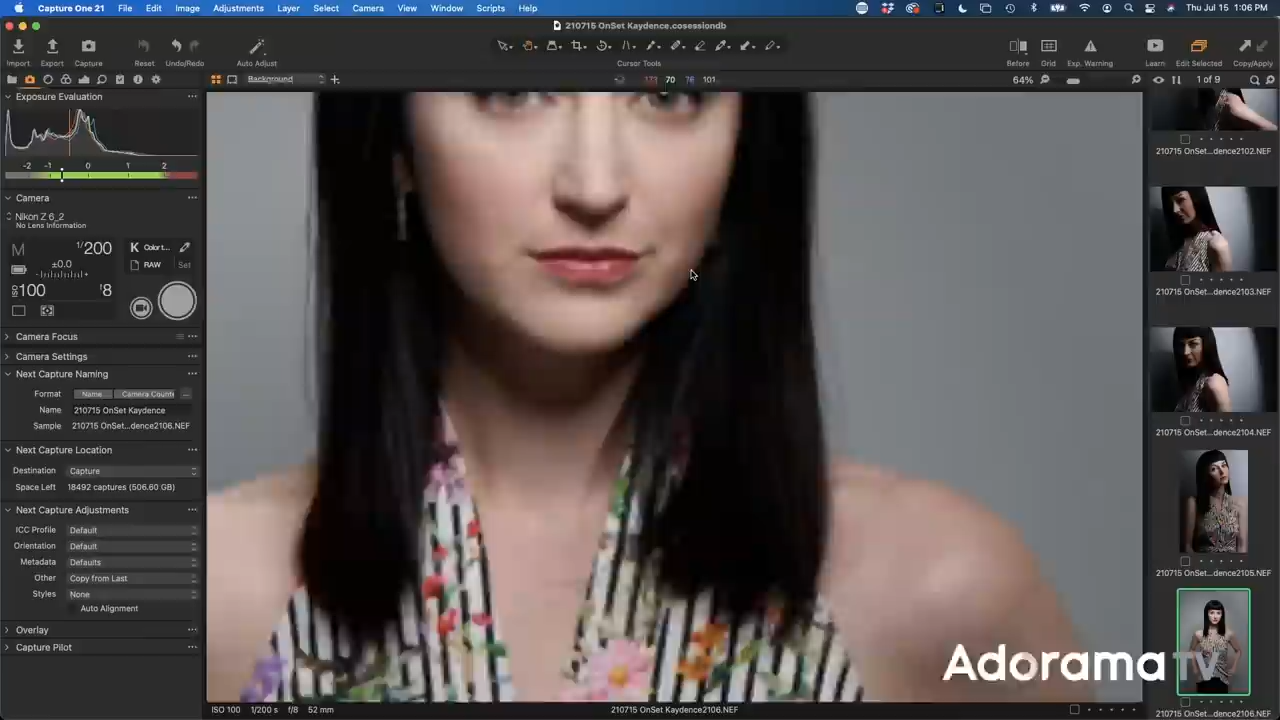 Capture One 21 File Edit Image Adjustments Layer Select Camera View Window Scripts Help Thu Jul 15 1:06 PM
210715 OnSet Kaydence.cosessiondb
Import Export Capture Reset Undo/Redo Auto Adjust Cursor Tools Before Grid Exp. Warning Learn Edit Selected Copy/Apply
Background 173 70 76 101 64% 1 of 9
Exposure Evaluation
-2 -1 0 1 2
Camera
Nikon Z 6_2
No Lens Information
M 1/200 K Color t...
±0.0 RAW Set
ISO 100 f8
Camera Focus
Camera Settings
Next Capture Naming
Format Name Camera Count
Name 210715 OnSet Kaydence
Sample 210715 OnSet...dence2106.NEF
Next Capture Location
Destination Capture
Space Left 18492 captures (506.60 GB)
Next Capture Adjustments
ICC Profile Default
Orientation Default
Metadata Defaults
Other Copy from Last
Styles None
Auto Alignment
Overlay
Capture Pilot
210715 OnSet...dence2102.NEF
210715 OnSet...dence2103.NEF
210715 OnSet...dence2104.NEF
210715 OnSet...dence2105.NEF
210715 OnSet...dence2106.NEF
Adorama TV
ISO 100 1/200 s f/8 52 mm 210715 OnSet Kaydence2106.NEF